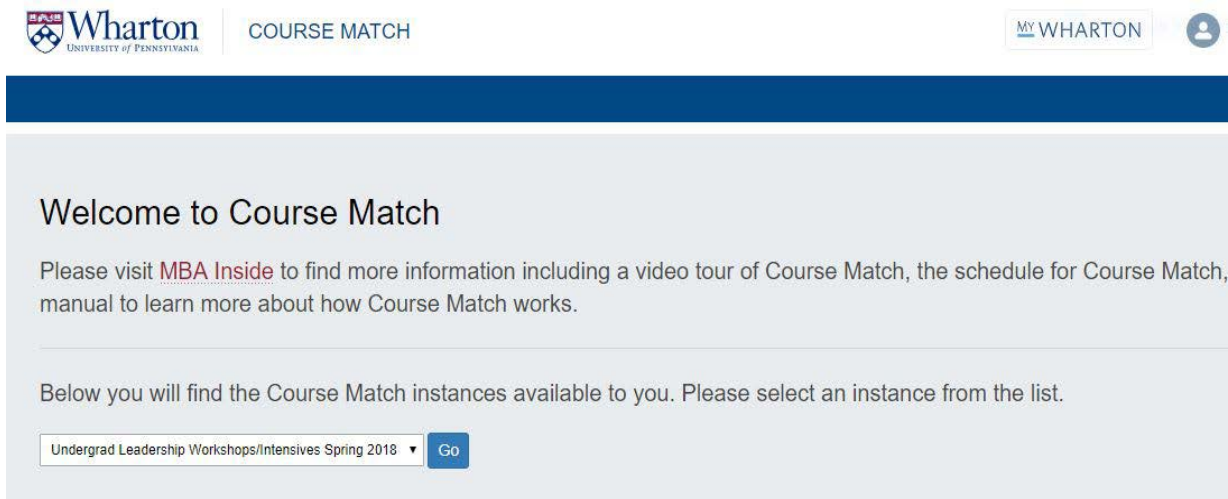 Wharton
UNIVERSITY of PENNSYLVANIA
COURSE MATCH
MY WHARTON
Welcome to Course Match
Please visit MBA Inside to find more information including a video tour of Course Match, the schedule for Course Match,
manual to learn more about how Course Match works.
Below you will find the Course Match instances available to you. Please select an instance from the list.
Undergrad Leadership Workshops/Intensives Spring 2018
Go